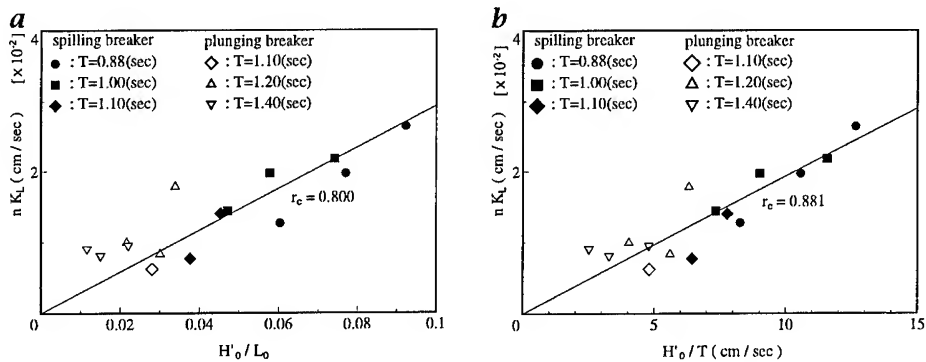 a
4
[×10⁻²]
n K_L ( cm / sec )
2
0
spilling breaker
● : T=0.88(sec)
■ : T=1.00(sec)
◆ : T=1.10(sec)
plunging breaker
◇ : T=1.10(sec)
△ : T=1.20(sec)
▽ : T=1.40(sec)
r_c = 0.800
0.02
0.04
0.06
0.08
0.1
H'₀ / L₀
b
4
[×10⁻²]
n K_L ( cm / sec )
2
0
spilling breaker
● : T=0.88(sec)
■ : T=1.00(sec)
◆ : T=1.10(sec)
plunging breaker
◇ : T=1.10(sec)
△ : T=1.20(sec)
▽ : T=1.40(sec)
r_c = 0.881
5
10
15
H'₀ / T ( cm / sec )